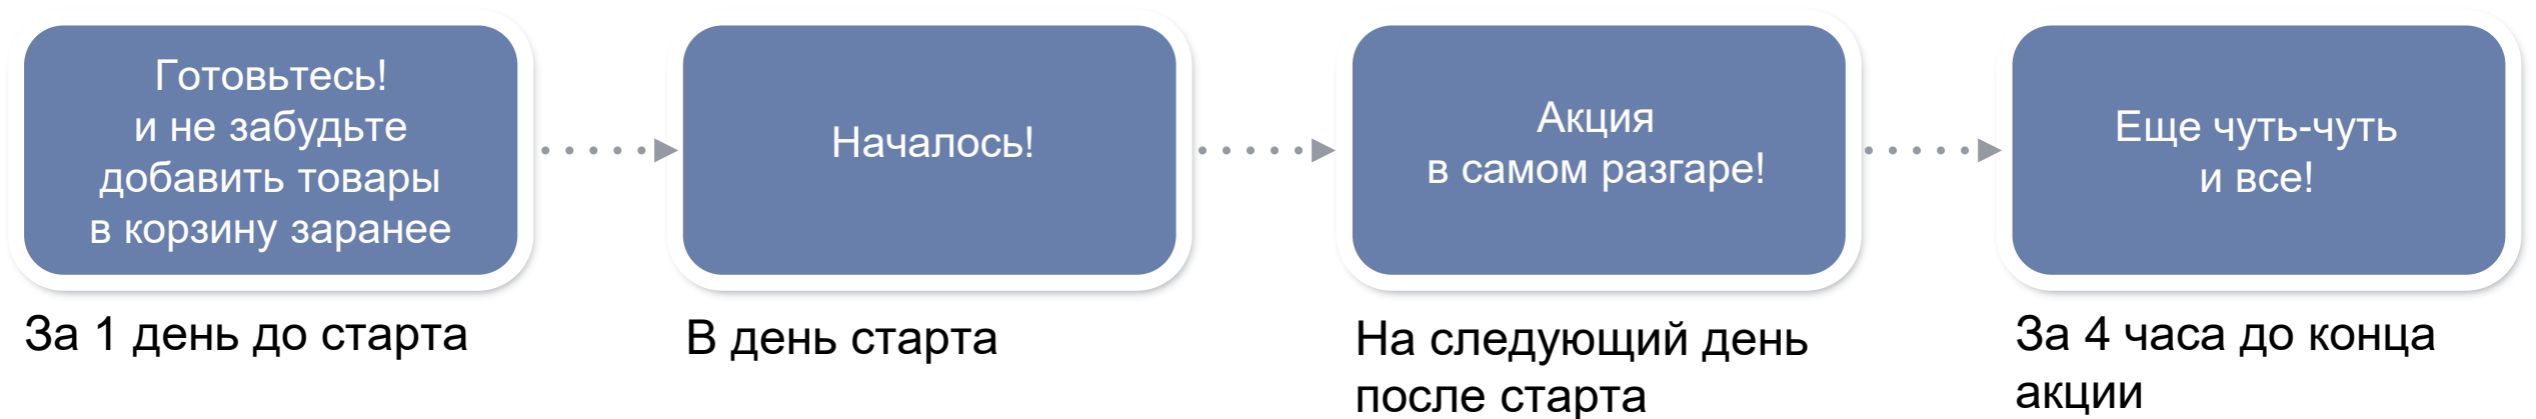 Готовьтесь!
и не забудьте
добавить товары
в корзину заранее
За 1 день до старта
Началось!
В день старта
Акция
в самом разгаре!
На следующий день
после старта
Еще чуть-чуть
и все!
За 4 часа до конца
акции